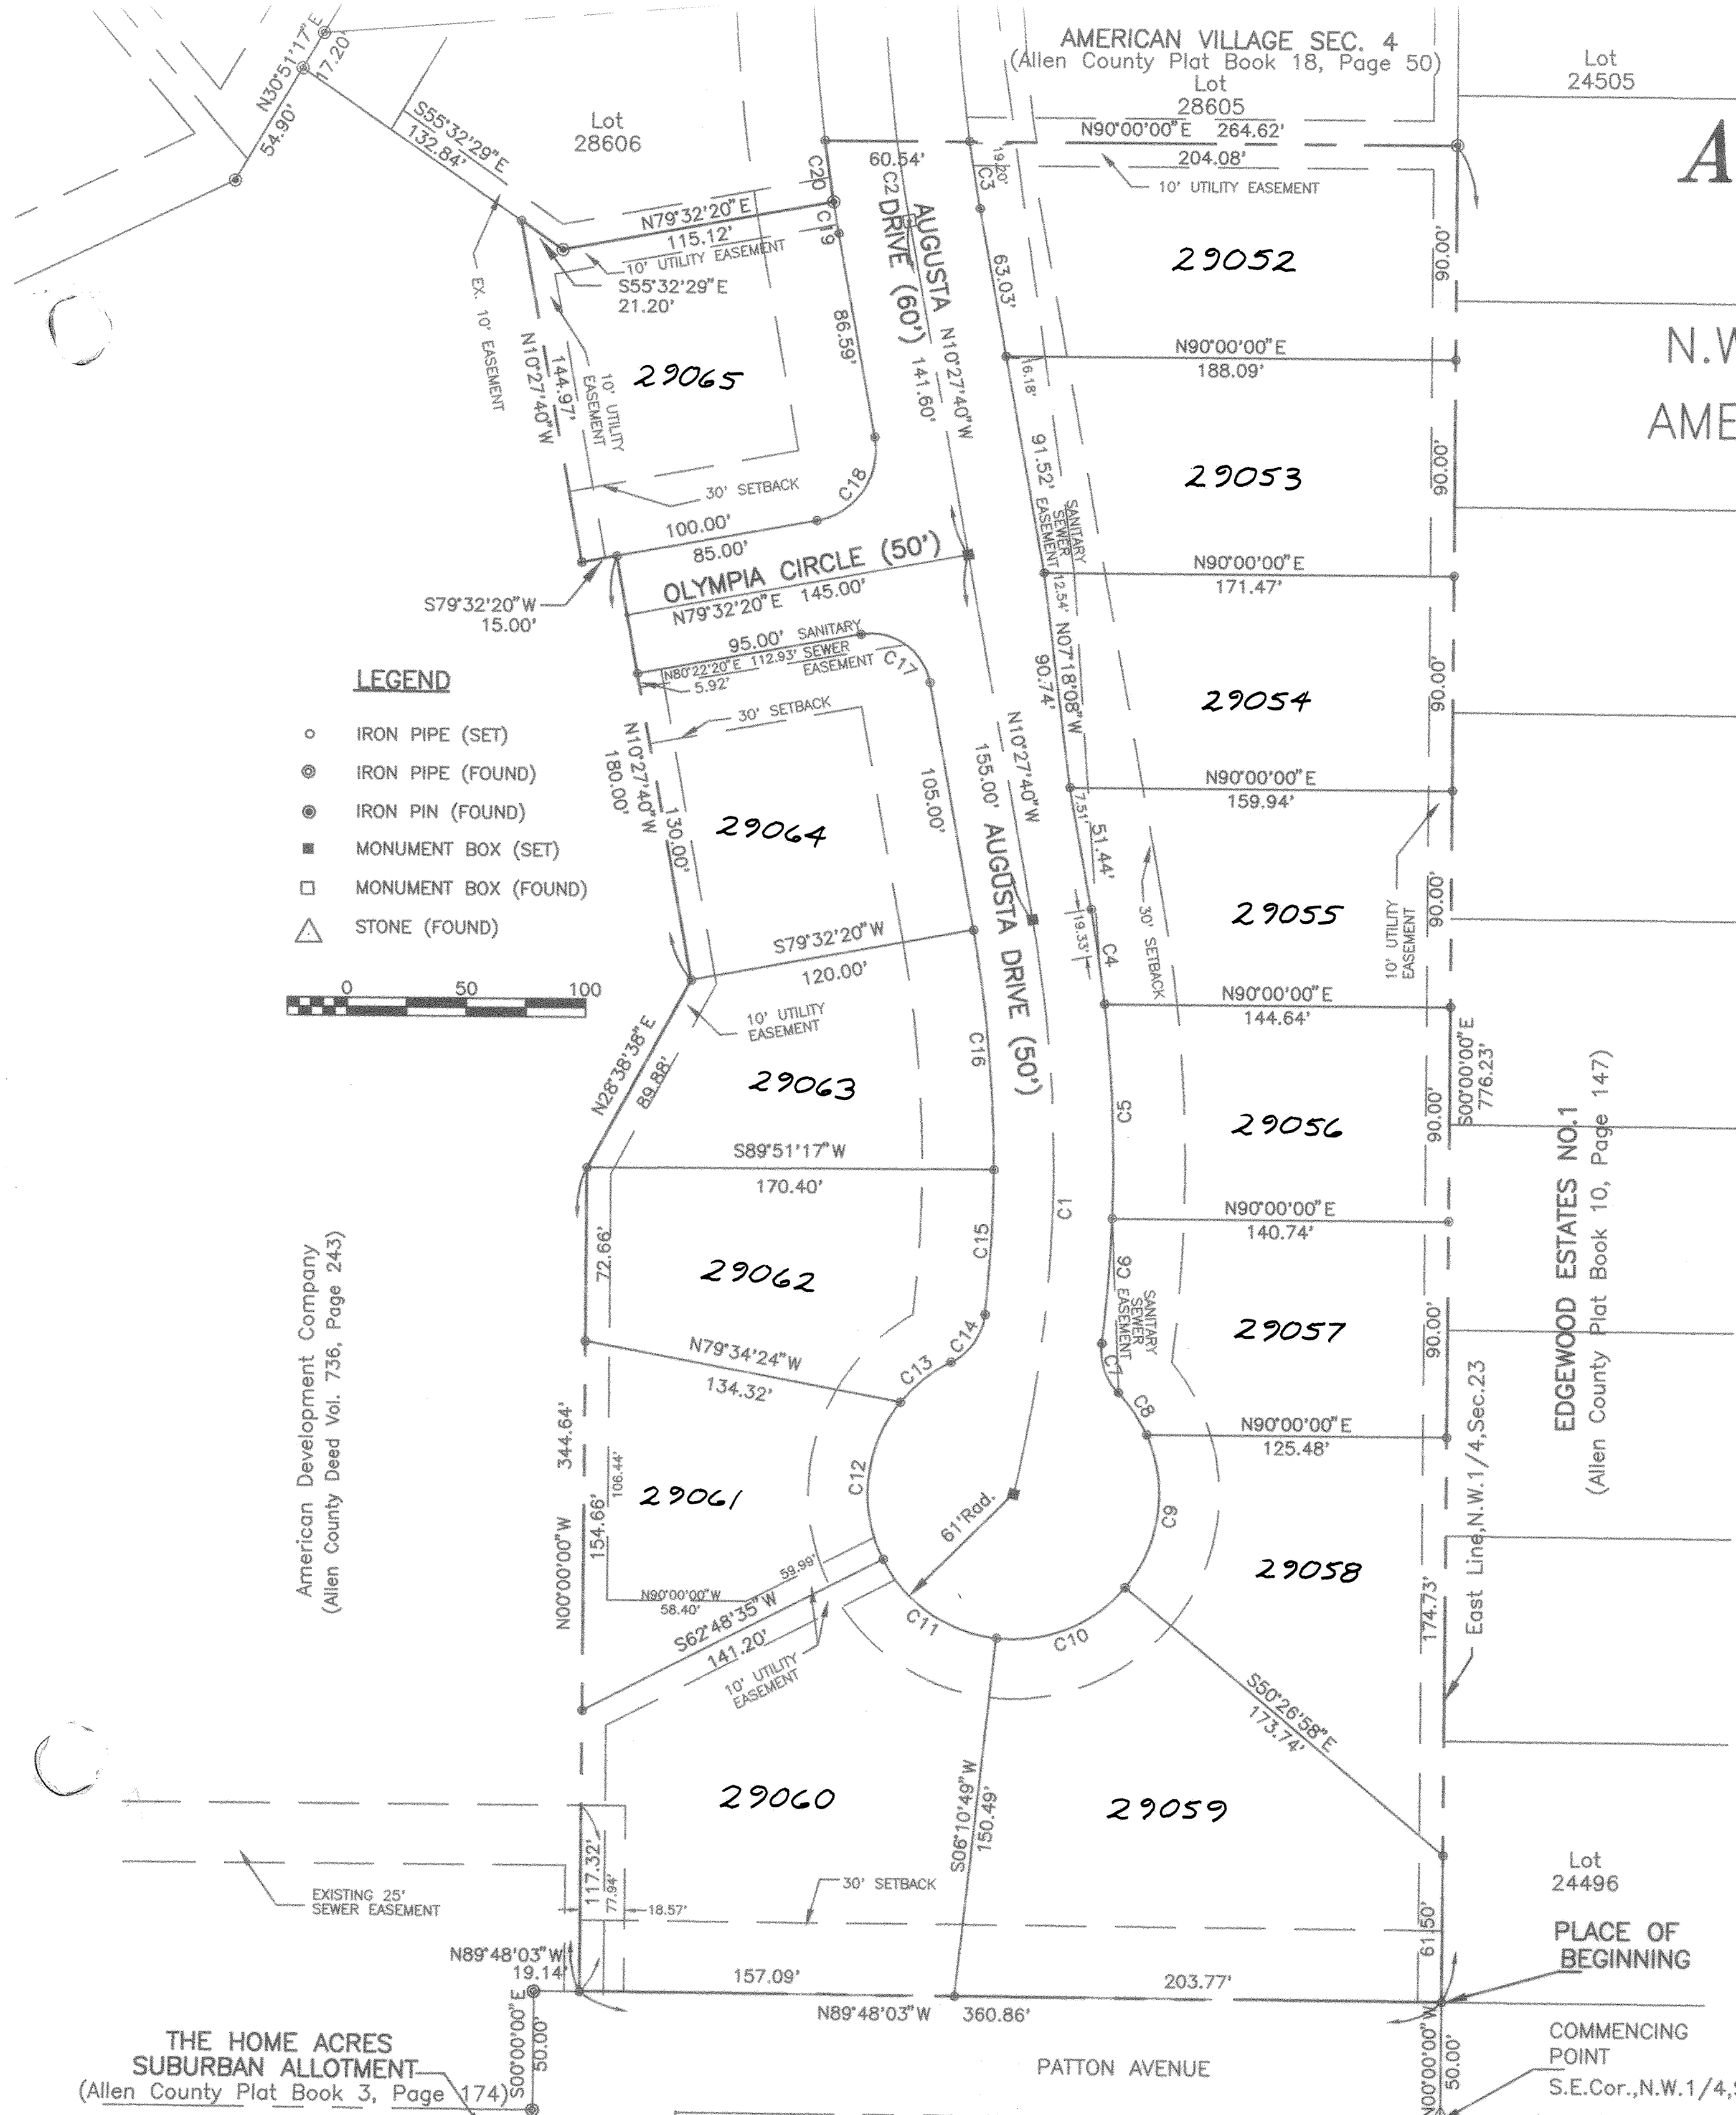 AMERICAN VILLAGE SEC. 4
(Allen County Plat Book 18, Page 50)
Lot
28605
Lot
24505
N30°51'17"E
17.20'
54.90'
S55°32'29"E
132.84'
Lot
28606
N90°00'00"E 264.62'
60.54'
204.08'
10' UTILITY EASEMENT
A
C20
C2
C3
19.20'
N79°32'20"E
115.12'
10' UTILITY EASEMENT
C19
S55°32'29"E
21.20'
EX. 10' EASEMENT
AUGUSTA
DRIVE (60')
N10°27'40"W
141.60'
63.03'
29052
90.00'
N90°00'00"E
188.09'
16.18'
N.W
AME
86.59'
29065
144.97'
N10°27'40"W
10' UTILITY
EASEMENT
30' SETBACK
C18
91.52'
29053
90.00'
SANITARY
SEWER
EASEMENT
100.00'
85.00'
OLYMPIA CIRCLE (50')
N79°32'20"E 145.00'
N90°00'00"E
171.47'
12.54'
S79°32'20"W
15.00'
95.00'
SANITARY
SEWER
EASEMENT
N80°22'20"E 112.93'
5.92'
C17
N07°18'08"W
90.74'
29054
90.00'
LEGEND
IRON PIPE (SET)
IRON PIPE (FOUND)
IRON PIN (FOUND)
MONUMENT BOX (SET)
MONUMENT BOX (FOUND)
STONE (FOUND)
0 50 100
30' SETBACK
N10°27'40"W
180.00'
130.00'
29064
105.00'
N10°27'40"W
155.00'
AUGUSTA DRIVE (50')
N90°00'00"E
159.94'
7.51'
51.44'
19.33'
C4
30' SETBACK
29055
90.00'
10' UTILITY
EASEMENT
S79°32'20"W
120.00'
10' UTILITY
EASEMENT
N90°00'00"E
144.64'
N28°38'38"E
89.88'
29063
C16
C5
29056
90.00'
S00°00'00"E
776.23'
EDGEWOOD ESTATES NO.1
(Allen County Plat Book 10, Page 147)
S89°51'17"W
170.40'
C1
N90°00'00"E
140.74'
American Development Company
(Allen County Deed Vol. 736, Page 243)
72.66'
29062
C15
C6
SANITARY
SEWER
EASEMENT
29057
90.00'
N79°34'24"W
134.32'
C14
C13
C7
C8
N90°00'00"E
125.48'
East Line,N.W.1/4,Sec.23
344.64'
N00°00'00"W
154.66'
106.44'
29061
C12
61'Rad.
C9
29058
174.73'
59.99'
N90°00'00"W
58.40'
S62°48'35"W
141.20'
10' UTILITY
EASEMENT
C11
C10
S50°26'58"E
173.74'
29060
S06°10'49"W
150.49'
29059
Lot
24496
EXISTING 25'
SEWER EASEMENT
117.32'
77.94'
18.57'
30' SETBACK
61.50'
PLACE OF
BEGINNING
N89°48'03"W
19.14'
157.09'
203.77'
N89°48'03"W 360.86'
S00°00'00"E
50.00'
THE HOME ACRES
SUBURBAN ALLOTMENT
(Allen County Plat Book 3, Page 174)
PATTON AVENUE
N00°00'00"W
50.00'
COMMENCING
POINT
S.E.Cor.,N.W.1/4,